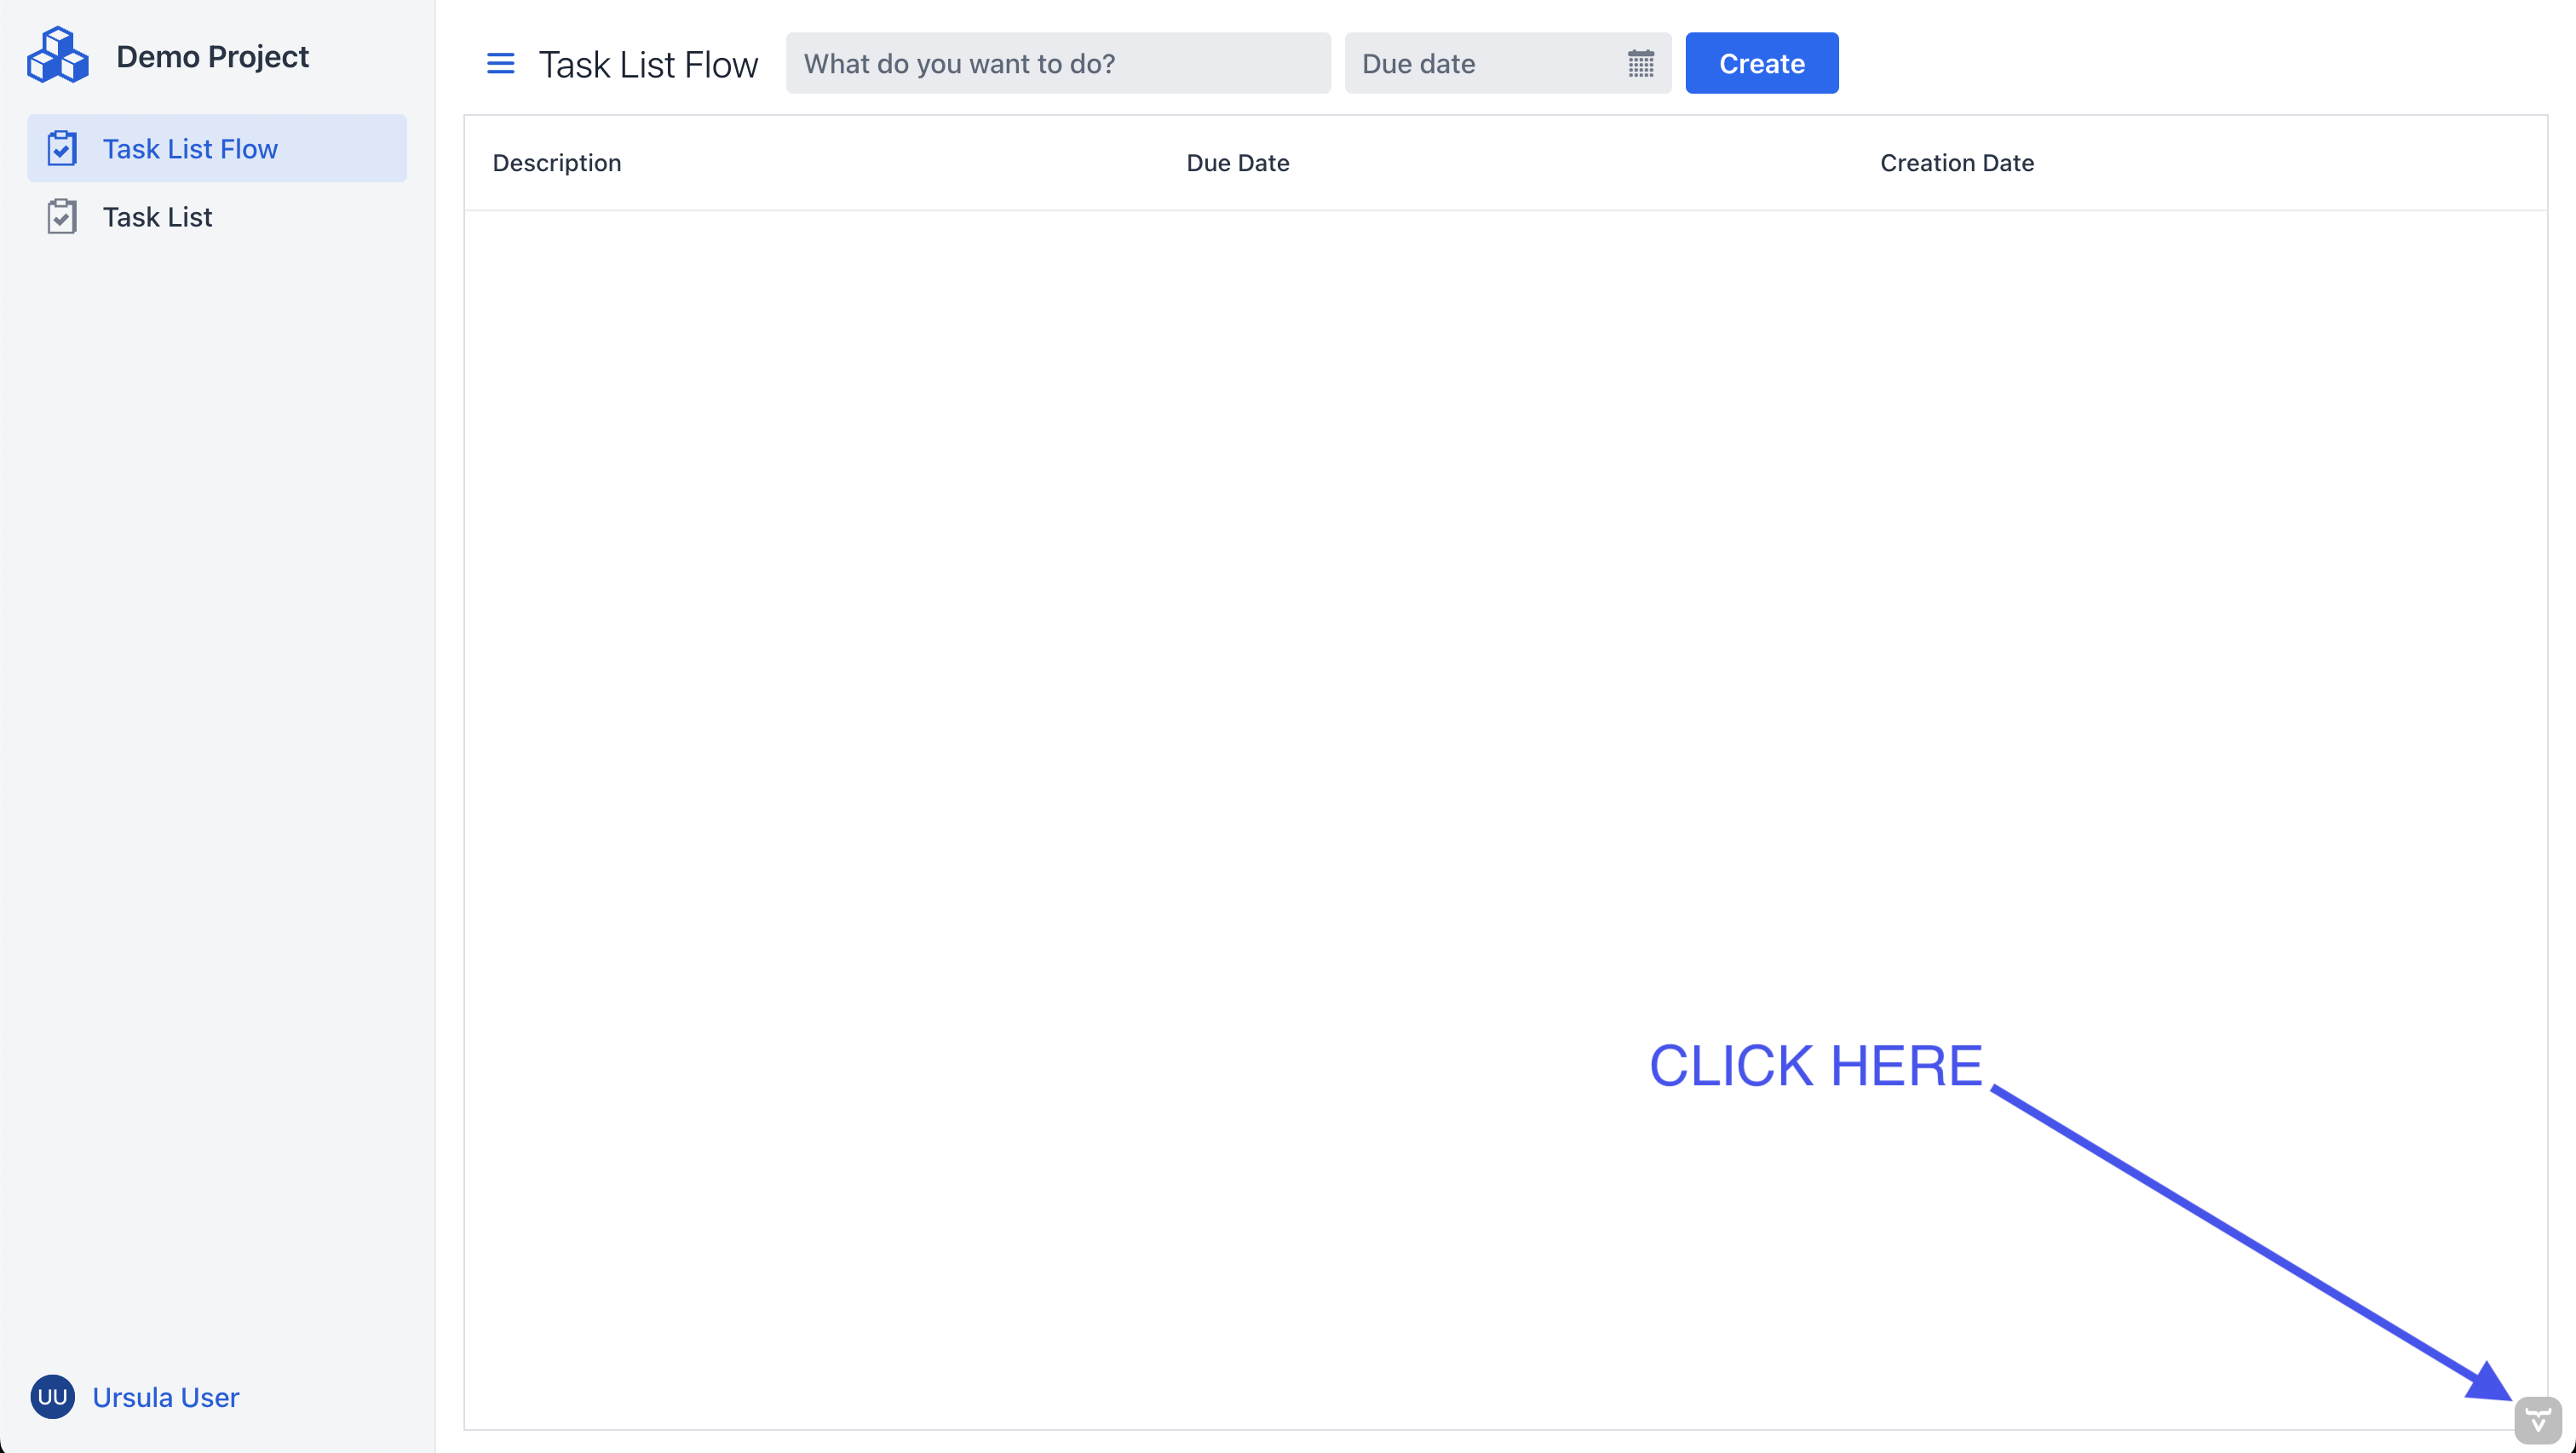 Demo Project
Task List Flow
Task List
Task List Flow
What do you want to do?
Due date
Create
Description
Due Date
Creation Date
CLICK HERE
UU
Ursula User